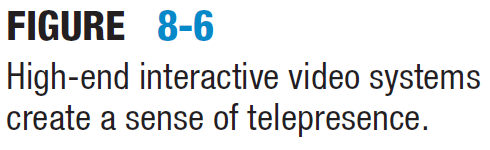 FIGURE 8-6
High-end interactive video systems
create a sense of telepresence.